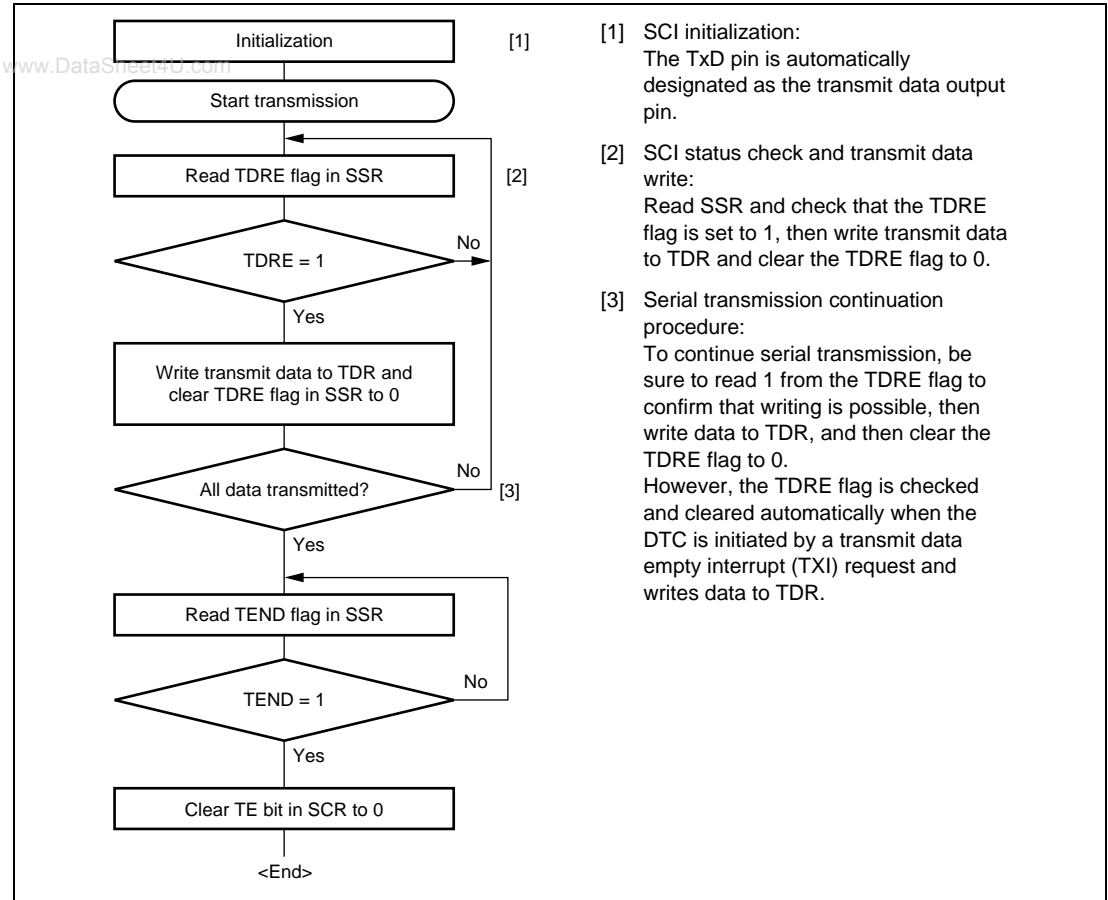 Initialization
[1]
www.DataSheet4U.com
Start transmission
Read TDRE flag in SSR
[2]
TDRE = 1
No
Yes
Write transmit data to TDR and
clear TDRE flag in SSR to 0
All data transmitted?
No
[3]
Yes
Read TEND flag in SSR
TEND = 1
No
Yes
Clear TE bit in SCR to 0
<End>
[1] SCI initialization:
The TxD pin is automatically
designated as the transmit data output
pin.
[2] SCI status check and transmit data
write:
Read SSR and check that the TDRE
flag is set to 1, then write transmit data
to TDR and clear the TDRE flag to 0.
[3] Serial transmission continuation
procedure:
To continue serial transmission, be
sure to read 1 from the TDRE flag to
confirm that writing is possible, then
write data to TDR, and then clear the
TDRE flag to 0.
However, the TDRE flag is checked
and cleared automatically when the
DTC is initiated by a transmit data
empty interrupt (TXI) request and
writes data to TDR.